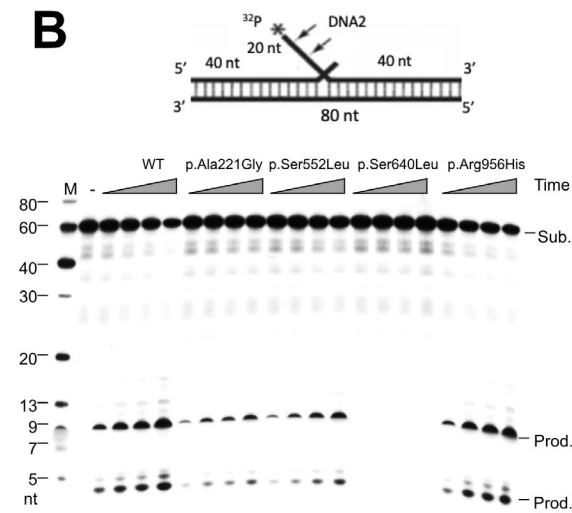 B
³²P
DNA2
20 nt
5' 40 nt 40 nt 3'
3' 5'
80 nt
WT p.Ala221Gly p.Ser552Leu p.Ser640Leu p.Arg956His
M - Time
80
60
Sub.
40
30
20
13
9
Prod.
7
5
Prod.
nt